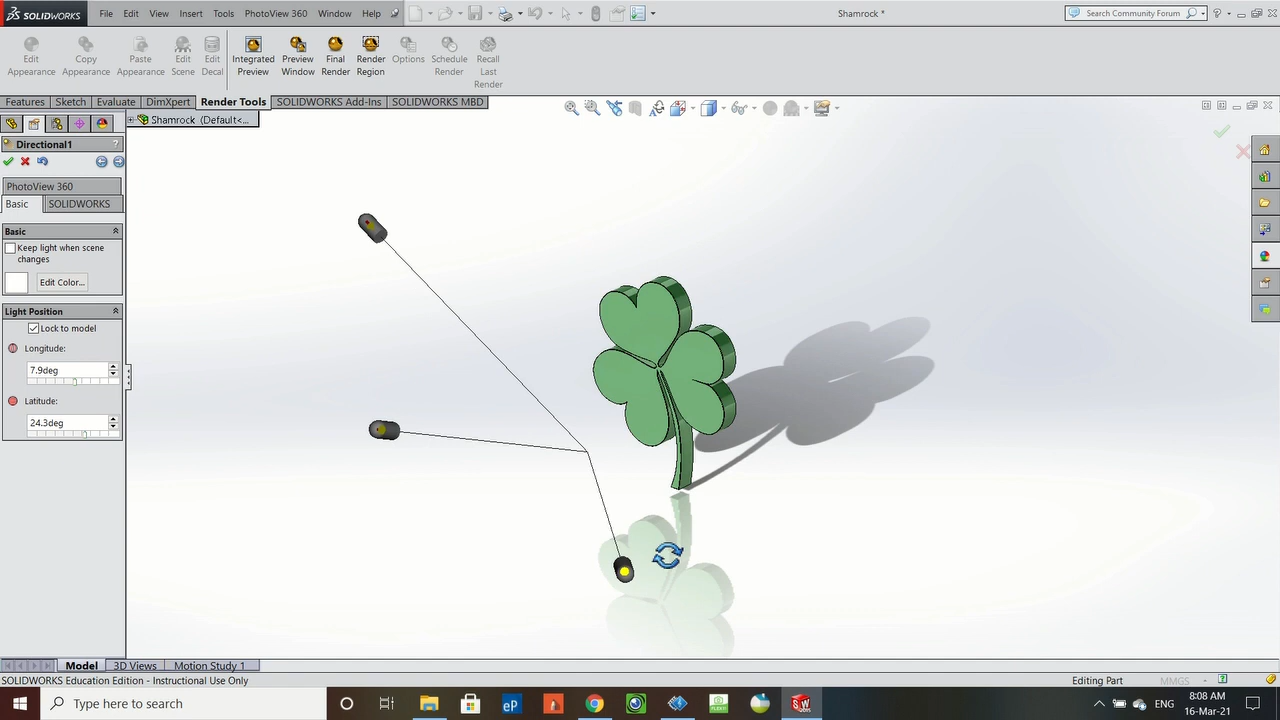 SOLIDWORKS File Edit View Insert Tools PhotoView 360 Window Help Shamrock * Search Community Forum ?
Edit Appearance
Copy Appearance
Paste Appearance
Edit Scene
Edit Decal
Integrated Preview
Preview Window
Final Render
Render Region
Options
Schedule Render
Recall Last Render
Features Sketch Evaluate DimXpert Render Tools SOLIDWORKS Add-Ins SOLIDWORKS MBD
Shamrock (Default<...
Directional1 ?
PhotoView 360
Basic SOLIDWORKS
Basic
Keep light when scene
changes
Edit Color...
Light Position
Lock to model
Longitude:
7.9deg
Latitude:
24.3deg
Model 3D Views Motion Study 1
SOLIDWORKS Education Edition - Instructional Use Only Editing Part MMGS
Type here to search
eP
ENG
8:08 AM
16-Mar-21